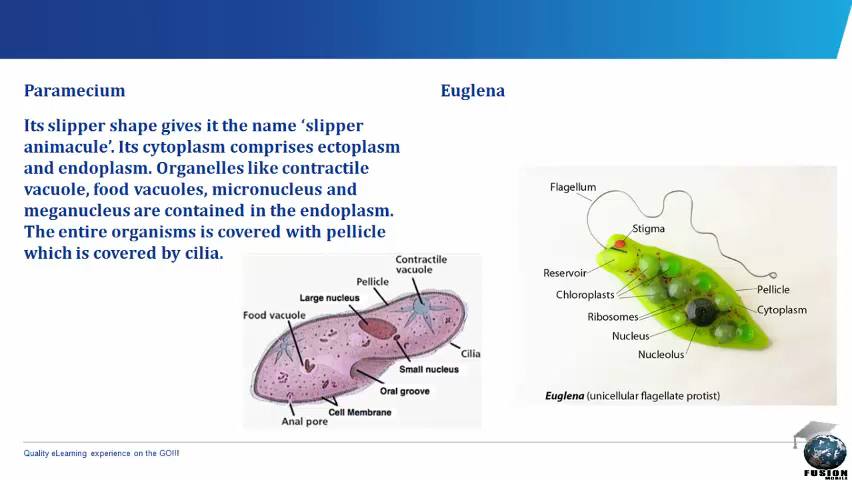 Paramecium
Its slipper shape gives it the name ‘slipper
animacule’. Its cytoplasm comprises ectoplasm
and endoplasm. Organelles like contractile
vacuole, food vacuoles, micronucleus and
meganucleus are contained in the endoplasm.
The entire organisms is covered with pellicle
which is covered by cilia.
Contractile
vacuole
Pellicle
Large nucleus
Food vacuole
Cilia
Small nucleus
Oral groove
Cell Membrane
Anal pore
Euglena
Flagellum
Stigma
Reservoir
Chloroplasts
Pellicle
Ribosomes
Cytoplasm
Nucleus
Nucleolus
Euglena (unicellular flagellate protist)
Quality eLearning experience on the GO!!!
FUSION
MOBILE